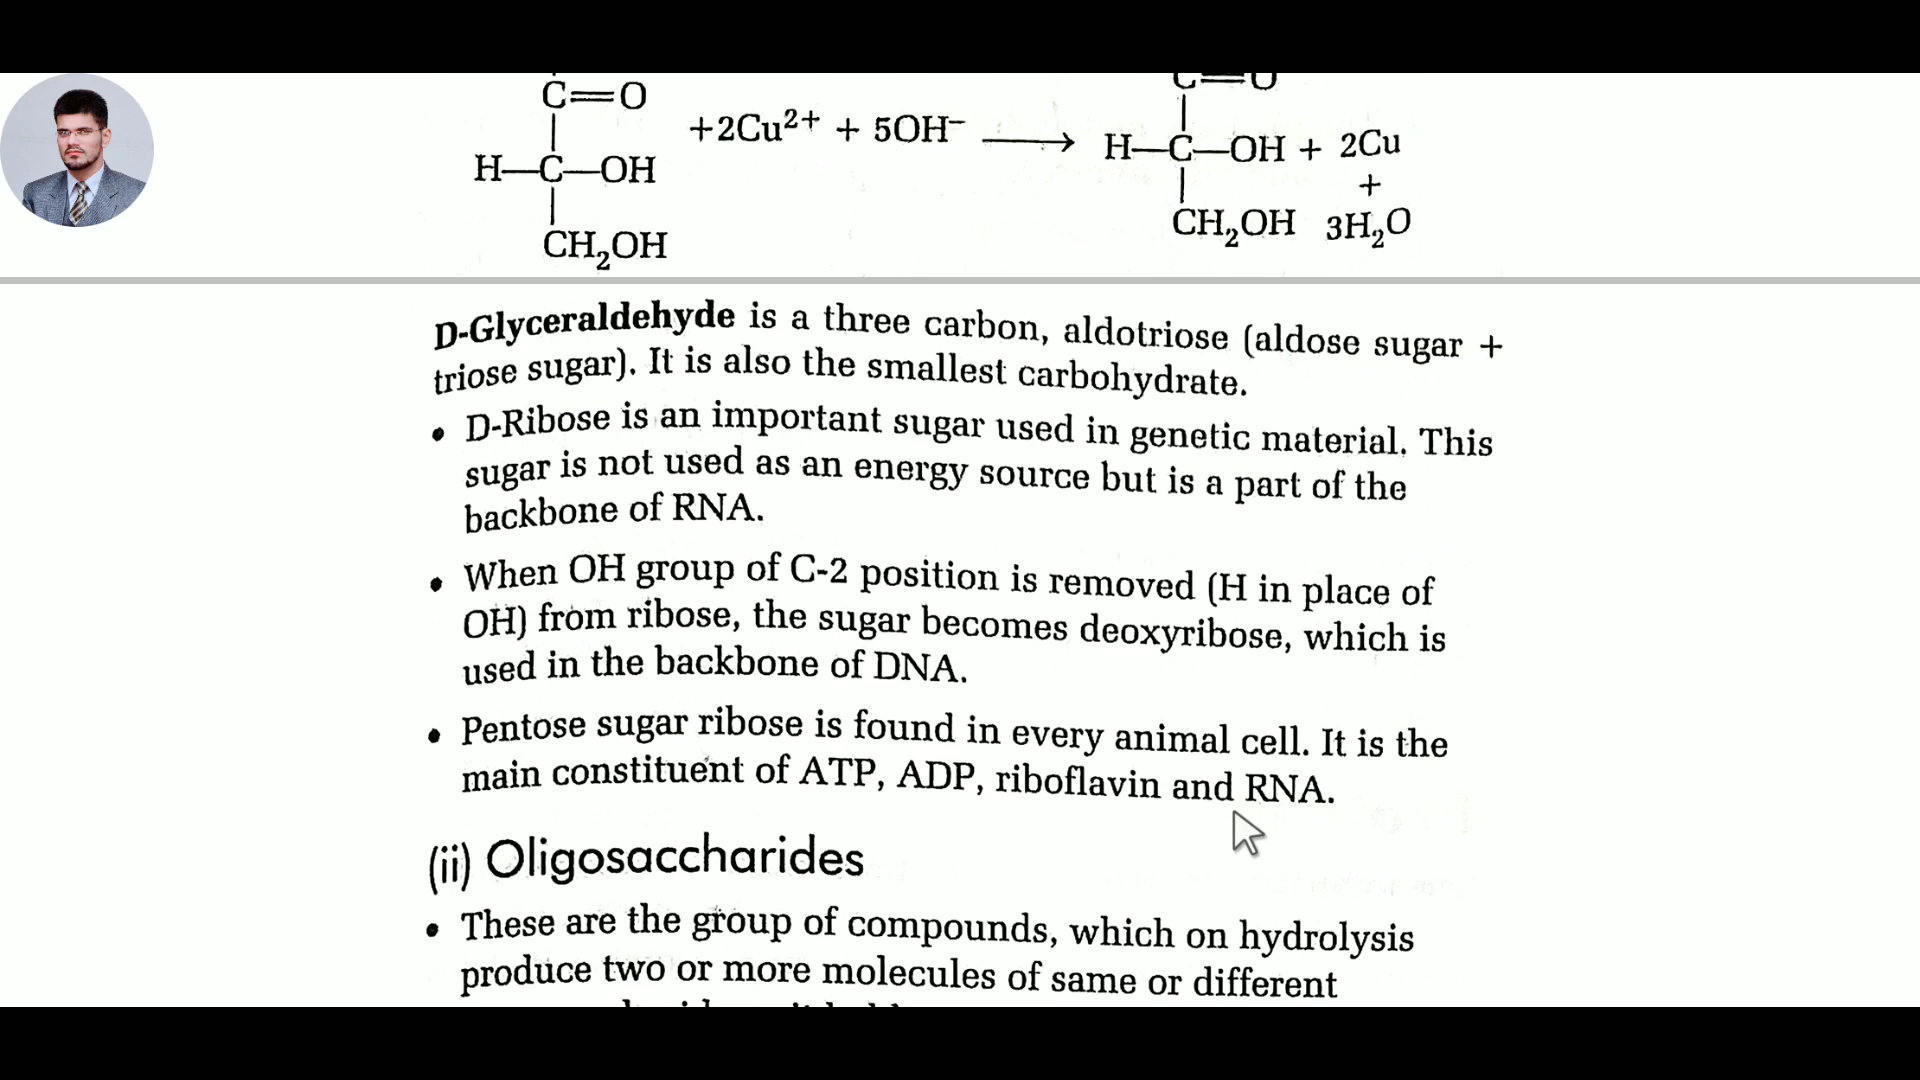 C=O
C=O
+2Cu²⁺ + 5OH⁻ ⟶
H—C—OH
H—C—OH + 2Cu
+
CH₂OH
CH₂OH 3H₂O
D-Glyceraldehyde is a three carbon, aldotriose (aldose sugar +
triose sugar). It is also the smallest carbohydrate.
• D-Ribose is an important sugar used in genetic material. This
sugar is not used as an energy source but is a part of the
backbone of RNA.
• When OH group of C-2 position is removed (H in place of
OH) from ribose, the sugar becomes deoxyribose, which is
used in the backbone of DNA.
• Pentose sugar ribose is found in every animal cell. It is the
main constituent of ATP, ADP, riboflavin and RNA.
(ii) Oligosaccharides
• These are the group of compounds, which on hydrolysis
produce two or more molecules of same or different